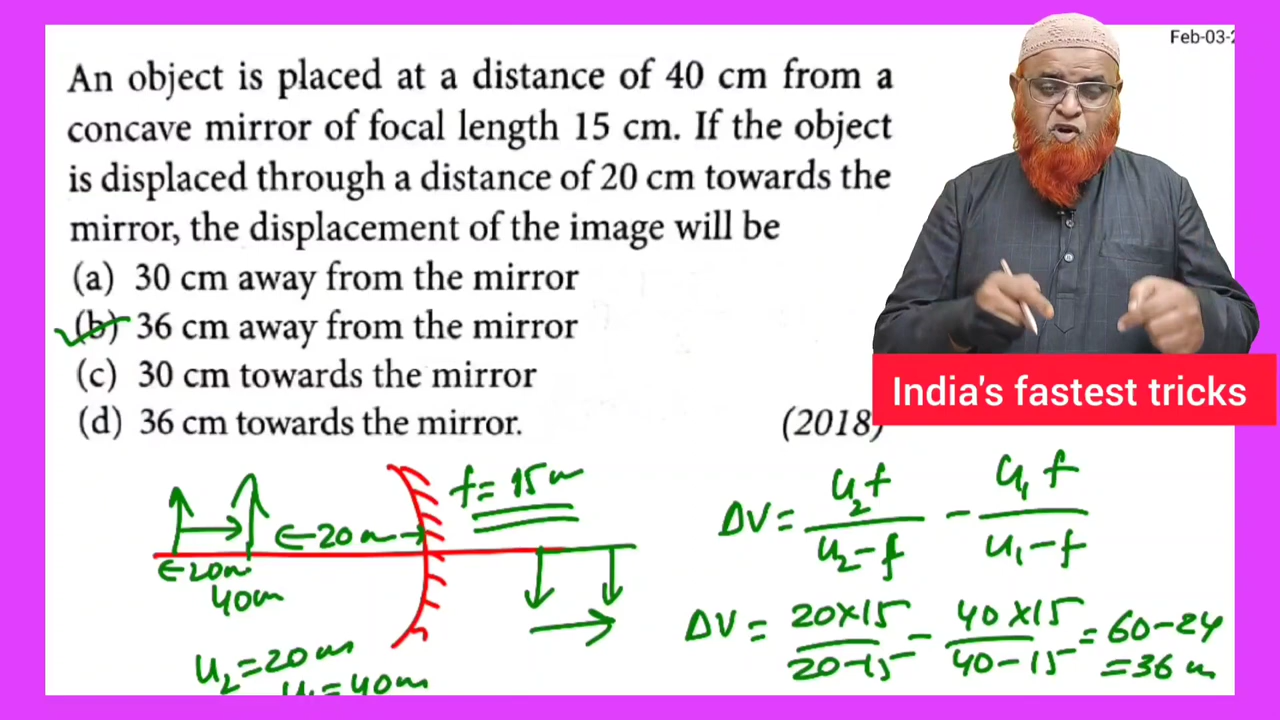 Feb-03-2
An object is placed at a distance of 40 cm from a
concave mirror of focal length 15 cm. If the object
is displaced through a distance of 20 cm towards the
mirror, the displacement of the image will be
(a) 30 cm away from the mirror
(b) 36 cm away from the mirror
(c) 30 cm towards the mirror
(d) 36 cm towards the mirror.
(2018)
India's fastest tricks
f = 15 cm
20 cm
20 cm
40 cm
u₂ = 20 cm
u₁ = 40 cm
ΔV = u₂f / u₂-f - u₁f / u₁-f
ΔV = 20×15 / 20-15 - 40×15 / 40-15 = 60-24
= 36 cm